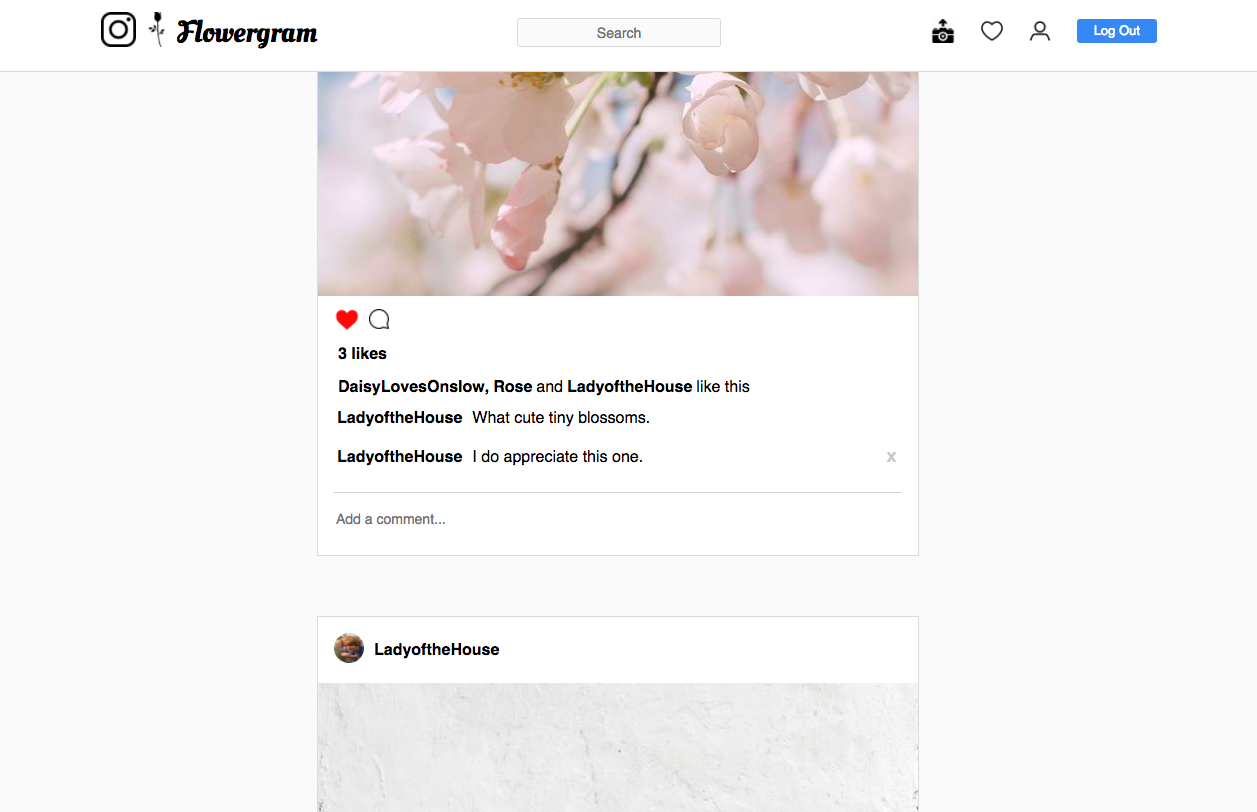 Flowergram
Search
Log Out
3 likes
DaisyLovesOnslow, Rose and LadyoftheHouse like this
LadyoftheHouse What cute tiny blossoms.
LadyoftheHouse I do appreciate this one.
x
Add a comment...
LadyoftheHouse